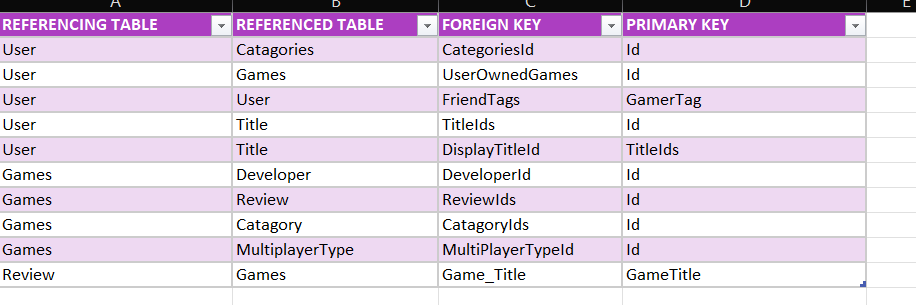 A B C D E
REFERENCING TABLE REFERENCED TABLE FOREIGN KEY PRIMARY KEY
User Catagories CategoriesId Id
User Games UserOwnedGames Id
User User FriendTags GamerTag
User Title TitleIds Id
User Title DisplayTitleId TitleIds
Games Developer DeveloperId Id
Games Review ReviewIds Id
Games Catagory CatagoryIds Id
Games MultiplayerType MultiPlayerTypeId Id
Review Games Game_Title GameTitle